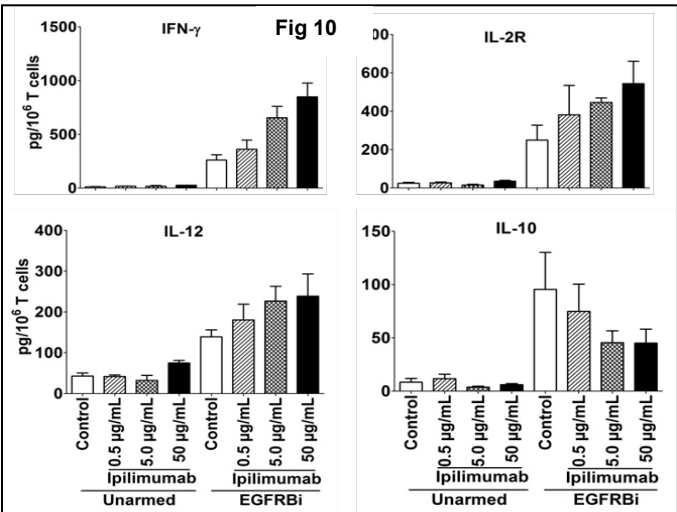 Fig 10
IFN-γ
1500
1000
500
0
pg/10⁶ T cells
IL-2R
600
400
200
0
IL-12
400
300
200
100
0
pg/10⁶ T cells
Control
0.5 µg/mL
5.0 µg/mL
50 µg/mL
Control
0.5 µg/mL
5.0 µg/mL
50 µg/mL
Ipilimumab Ipilimumab
Unarmed EGFRBi
IL-10
150
100
50
0
Control
0.5 µg/mL
5.0 µg/mL
50 µg/mL
Control
0.5 µg/mL
5.0 µg/mL
50 µg/mL
Ipilimumab Ipilimumab
Unarmed EGFRBi